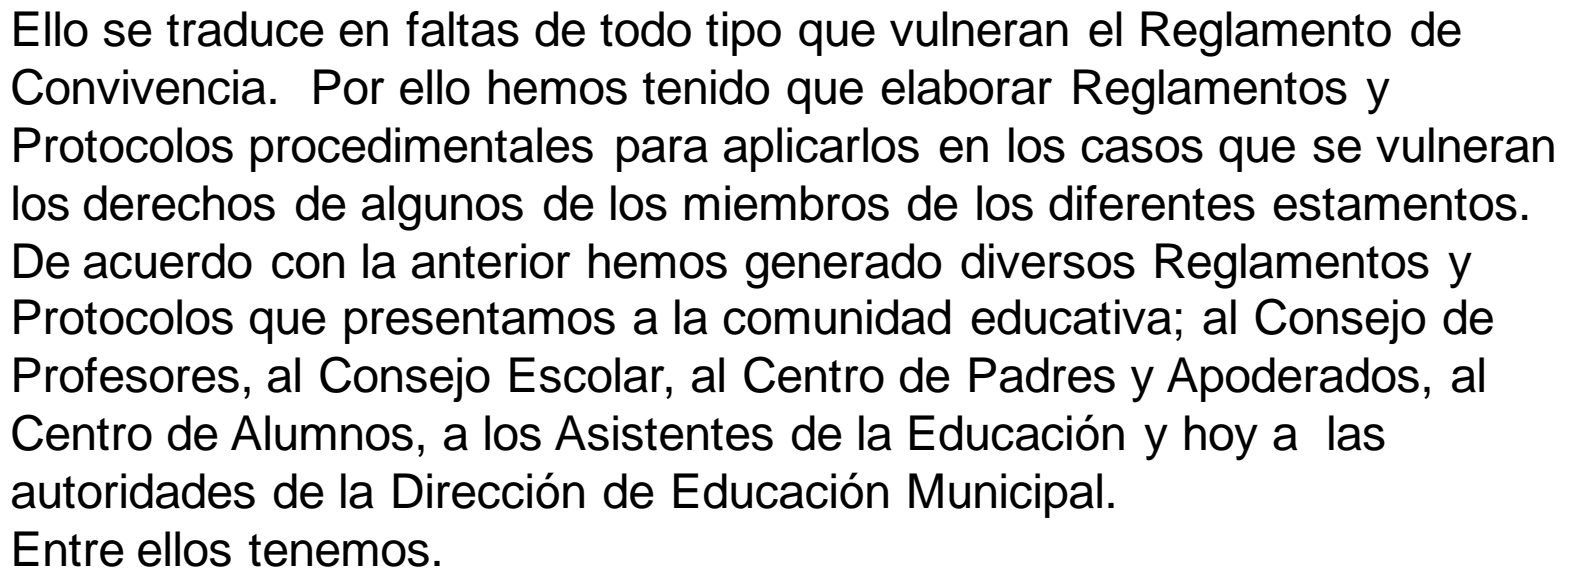 Ello se traduce en faltas de todo tipo que vulneran el Reglamento de
Convivencia.  Por ello hemos tenido que elaborar Reglamentos y
Protocolos procedimentales para aplicarlos en los casos que se vulneran
los derechos de algunos de los miembros de los diferentes estamentos.
De acuerdo con la anterior hemos generado diversos Reglamentos y
Protocolos que presentamos a la comunidad educativa; al Consejo de
Profesores, al Consejo Escolar, al Centro de Padres y Apoderados, al
Centro de Alumnos, a los Asistentes de la Educación y hoy a  las
autoridades de la Dirección de Educación Municipal.
Entre ellos tenemos.